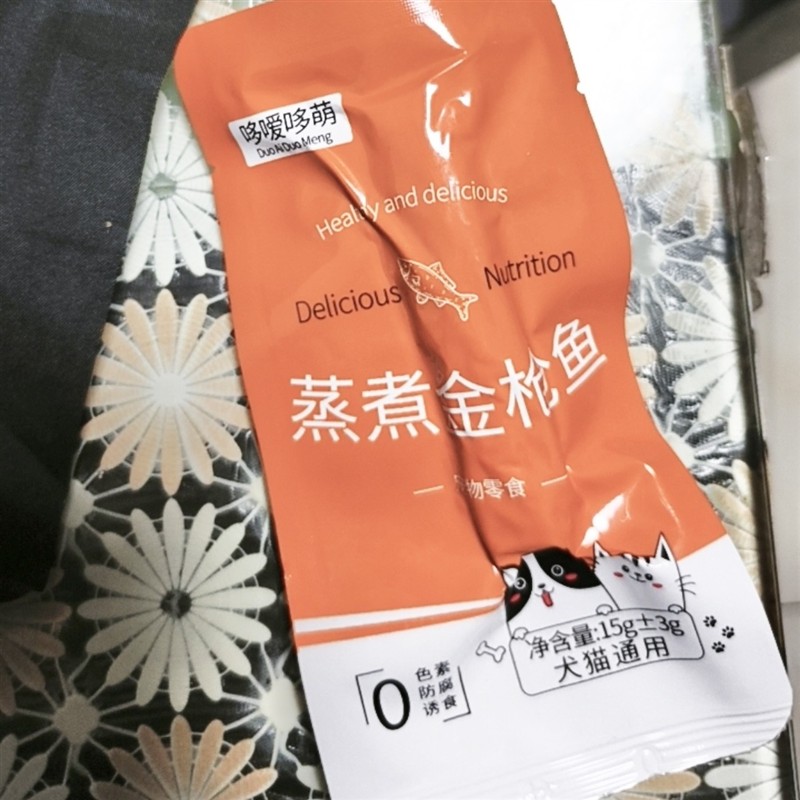 哆嗳哆萌
DuoAiDuoMeng
Healthy and delicious
Delicious Nutrition
蒸煮金枪鱼
宠物零食
净含量:15g±3g
犬猫通用
0
色素
防腐
诱食